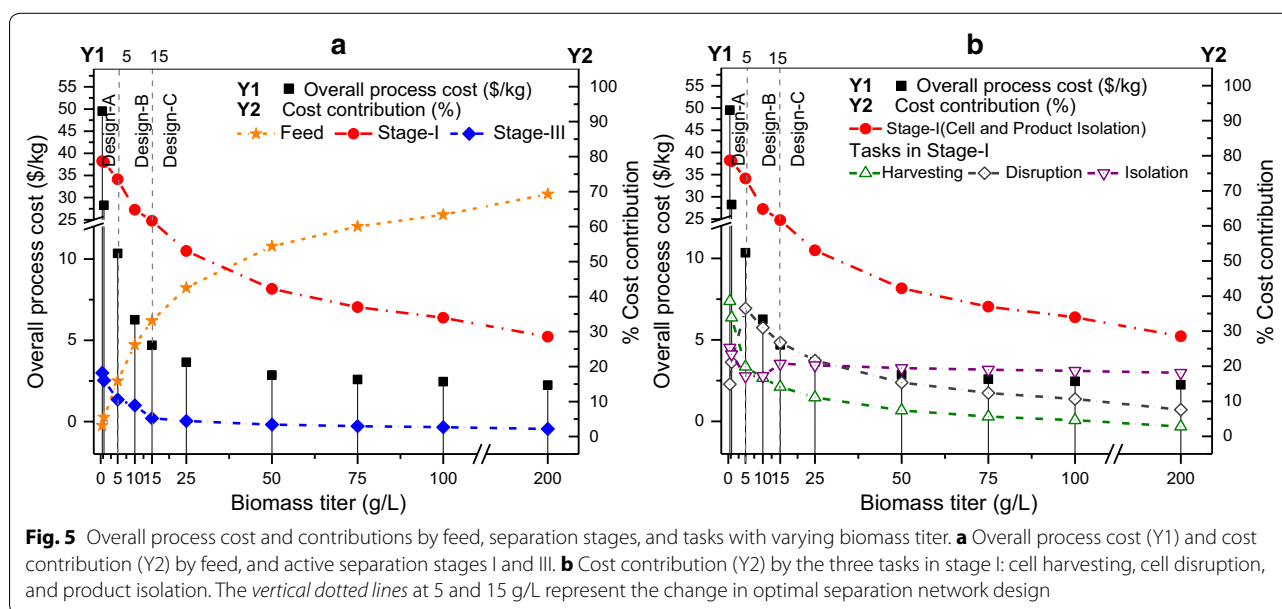 a
Y1
5
15
Y2
Y1 ■ Overall process cost ($/kg)
Y2 Cost contribution (%)
Feed Stage-I Stage-III
Design-A
Design-B
Design-C
55
50
45
40
35
30
25
10
5
0
Overall process cost ($/kg)
100
90
80
70
60
50
40
30
20
10
0
% Cost contribution
0 5 10 15 25 50 75 100 200
Biomass titer (g/L)
b
Y1
5
15
Y2
Y1 ■ Overall process cost ($/kg)
Y2 Cost contribution (%)
Stage-I(Cell and Product Isolation)
Tasks in Stage-I
Harvesting Disruption Isolation
Design-A
Design-B
Design-C
55
50
45
40
35
30
25
10
5
0
Overall process cost ($/kg)
100
90
80
70
60
50
40
30
20
10
0
% Cost contribution
0 5 10 15 25 50 75 100 200
Biomass titer (g/L)
Fig. 5 Overall process cost and contributions by feed, separation stages, and tasks with varying biomass titer. a Overall process cost (Y1) and cost
contribution (Y2) by feed, and active separation stages I and III. b Cost contribution (Y2) by the three tasks in stage I: cell harvesting, cell disruption,
and product isolation. The vertical dotted lines at 5 and 15 g/L represent the change in optimal separation network design